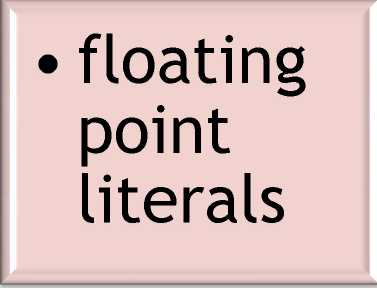 • floating
point
literals